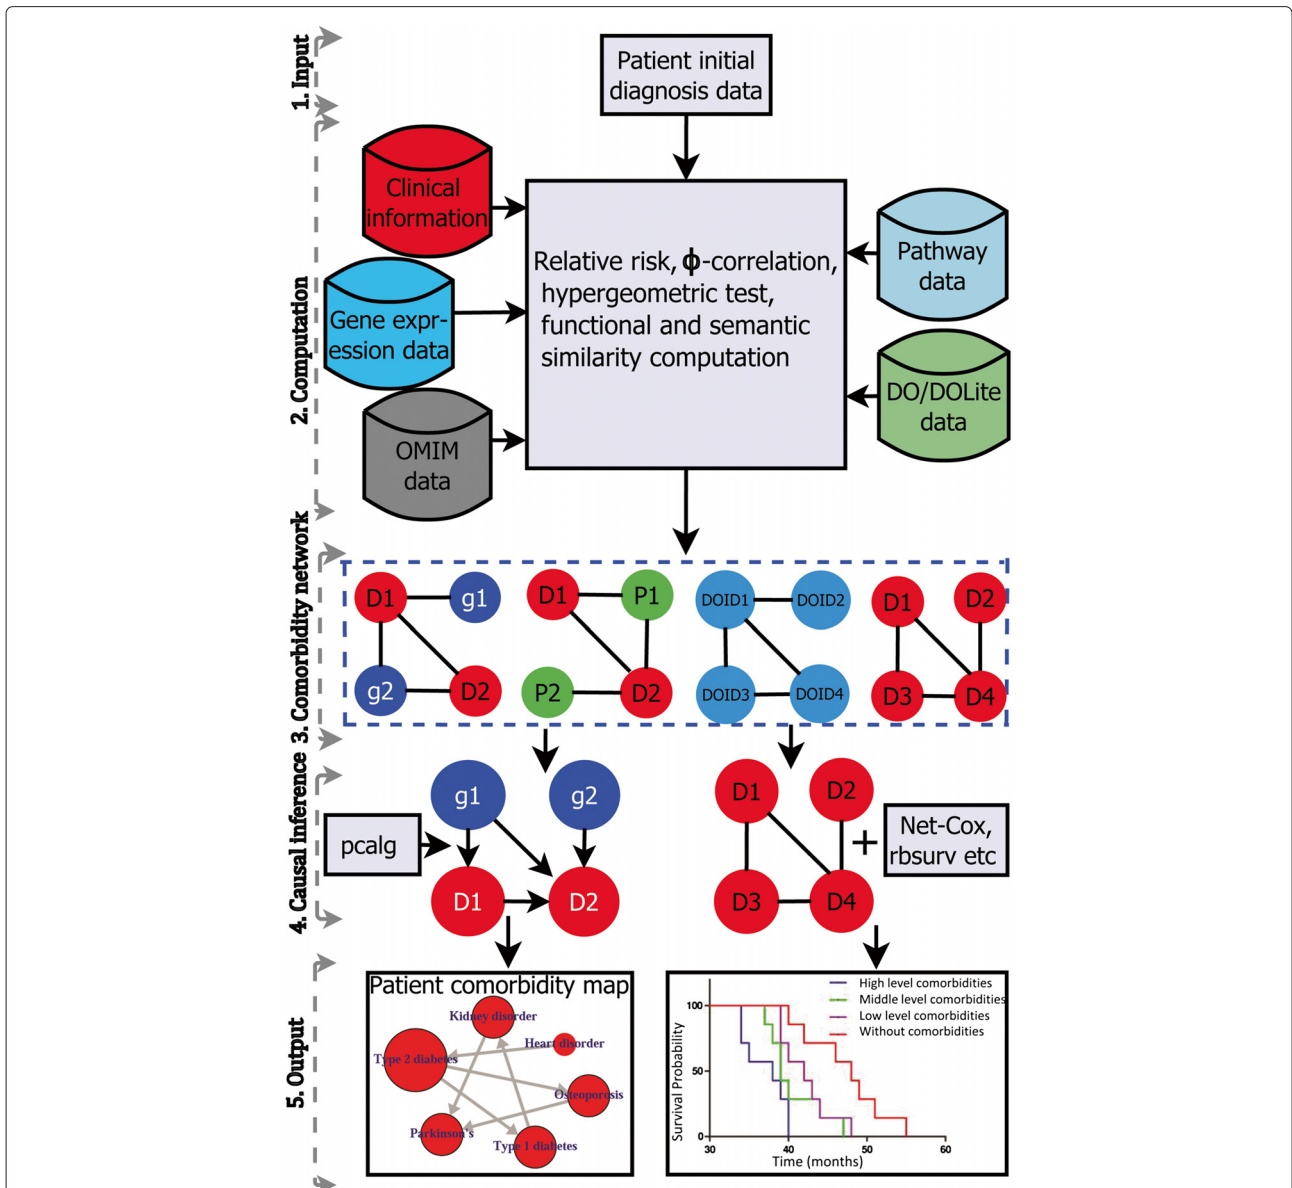 1. Input
Patient initial
diagnosis data
2. Computation
Clinical
information
Gene expr-
ession data
OMIM
data
Relative risk, ϕ-correlation,
hypergeometric test,
functional and semantic
similarity computation
Pathway
data
DO/DOLite
data
3. Comorbidity network
D1
g1
g2
D2
D1
P1
P2
D2
DOID1
DOID2
DOID3
DOID4
D1
D2
D3
D4
4. Causal inference
pcalg
g1
g2
D1
D2
D1
D2
D3
D4
+
Net-Cox,
rbsurv etc
5. Output
Patient comorbidity map
Kidney disorder
Heart disorder
Type 2 diabetes
Osteoporosis
Parkinson's
Type 1 diabetes
High level comorbidities
Middle level comorbidities
Low level comorbidities
Without comorbidities
Survival Probability
100
50
0
30
40
50
60
Time (months)